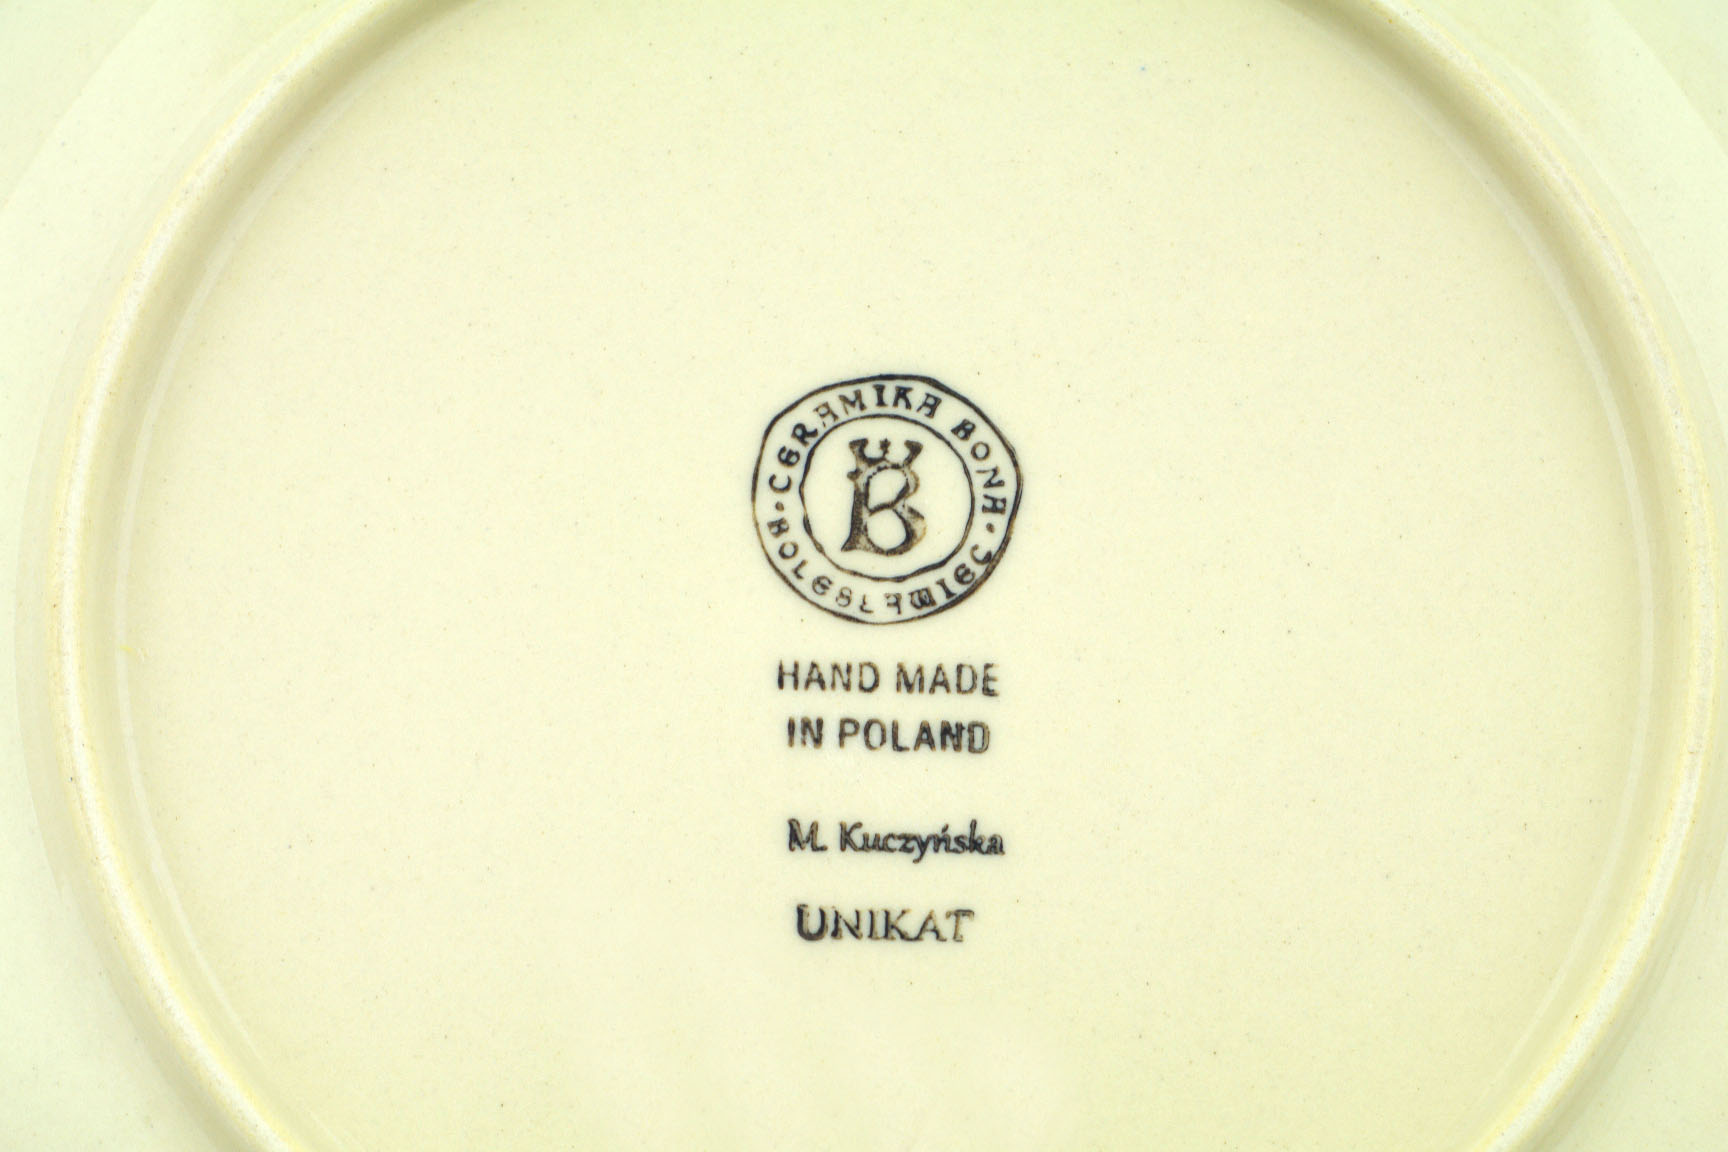 CERAMIKA BONA · BOLESŁAWIEC ·
B
HAND MADE
IN POLAND
M. Kuczyńska
UNIKAT